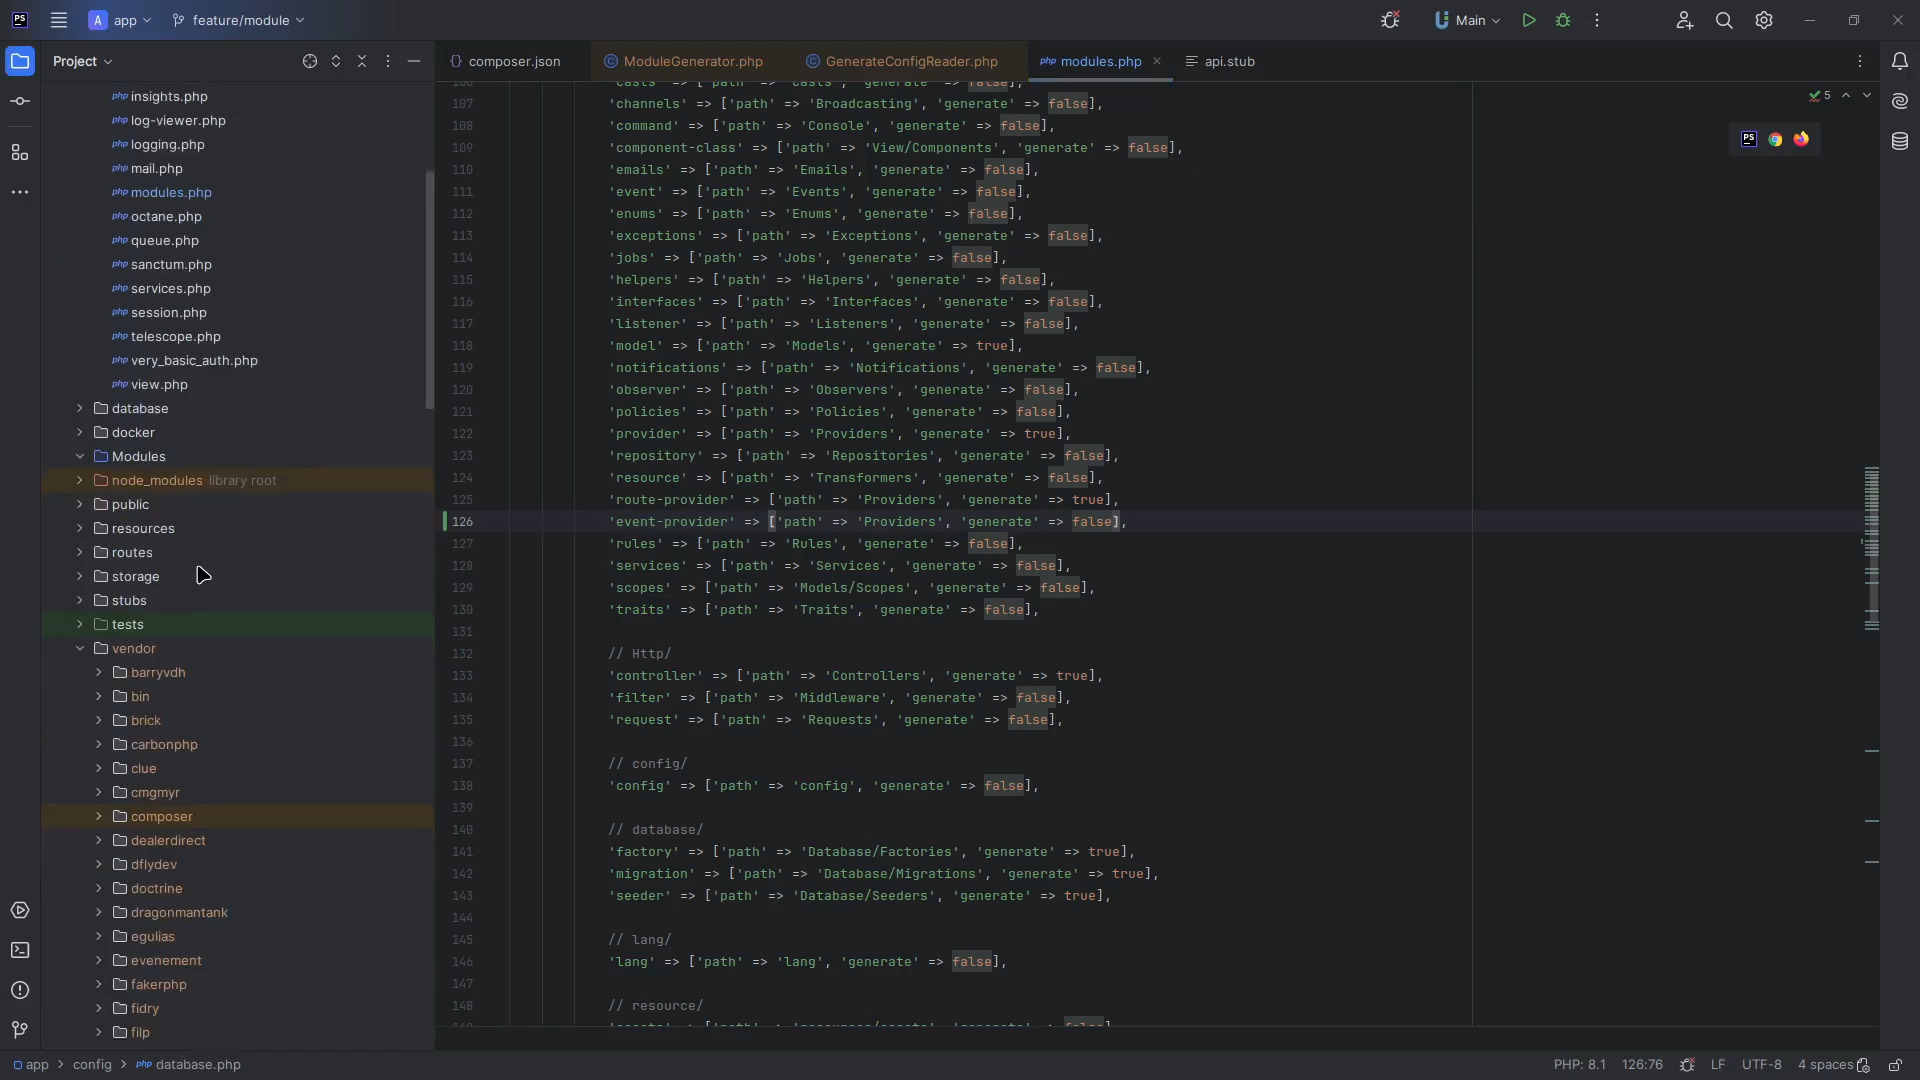 PS
A app
feature/module
Main
Project
composer.json
ModuleGenerator.php
GenerateConfigReader.php
php modules.php
api.stub
5
php insights.php
php log-viewer.php
php logging.php
php mail.php
php modules.php
php octane.php
php queue.php
php sanctum.php
php services.php
php session.php
php telescope.php
php very_basic_auth.php
php view.php
database
docker
Modules
node_modules library root
public
resources
routes
storage
stubs
tests
vendor
barryvdh
bin
brick
carbonphp
clue
cmgmyr
composer
dealerdirect
dflydev
doctrine
dragonmantank
egulias
evenement
fakerphp
fidry
filp
106 'casts' => ['path' => 'Casts', 'generate' => false],
107 'channels' => ['path' => 'Broadcasting', 'generate' => false],
108 'command' => ['path' => 'Console', 'generate' => false],
109 'component-class' => ['path' => 'View/Components', 'generate' => false],
110 'emails' => ['path' => 'Emails', 'generate' => false],
111 'event' => ['path' => 'Events', 'generate' => false],
112 'enums' => ['path' => 'Enums', 'generate' => false],
113 'exceptions' => ['path' => 'Exceptions', 'generate' => false],
114 'jobs' => ['path' => 'Jobs', 'generate' => false],
115 'helpers' => ['path' => 'Helpers', 'generate' => false],
116 'interfaces' => ['path' => 'Interfaces', 'generate' => false],
117 'listener' => ['path' => 'Listeners', 'generate' => false],
118 'model' => ['path' => 'Models', 'generate' => true],
119 'notifications' => ['path' => 'Notifications', 'generate' => false],
120 'observer' => ['path' => 'Observers', 'generate' => false],
121 'policies' => ['path' => 'Policies', 'generate' => false],
122 'provider' => ['path' => 'Providers', 'generate' => true],
123 'repository' => ['path' => 'Repositories', 'generate' => false],
124 'resource' => ['path' => 'Transformers', 'generate' => false],
125 'route-provider' => ['path' => 'Providers', 'generate' => true],
126 'event-provider' => ['path' => 'Providers', 'generate' => false],
127 'rules' => ['path' => 'Rules', 'generate' => false],
128 'services' => ['path' => 'Services', 'generate' => false],
129 'scopes' => ['path' => 'Models/Scopes', 'generate' => false],
130 'traits' => ['path' => 'Traits', 'generate' => false],
131
132 // Http/
133 'controller' => ['path' => 'Controllers', 'generate' => true],
134 'filter' => ['path' => 'Middleware', 'generate' => false],
135 'request' => ['path' => 'Requests', 'generate' => false],
136
137 // config/
138 'config' => ['path' => 'config', 'generate' => false],
139
140 // database/
141 'factory' => ['path' => 'Database/Factories', 'generate' => true],
142 'migration' => ['path' => 'Database/Migrations', 'generate' => true],
143 'seeder' => ['path' => 'Database/Seeders', 'generate' => true],
144
145 // lang/
146 'lang' => ['path' => 'lang', 'generate' => false],
147
148 // resource/
PS
app > config > php database.php
PHP: 8.1 126:76 LF UTF-8 4 spaces